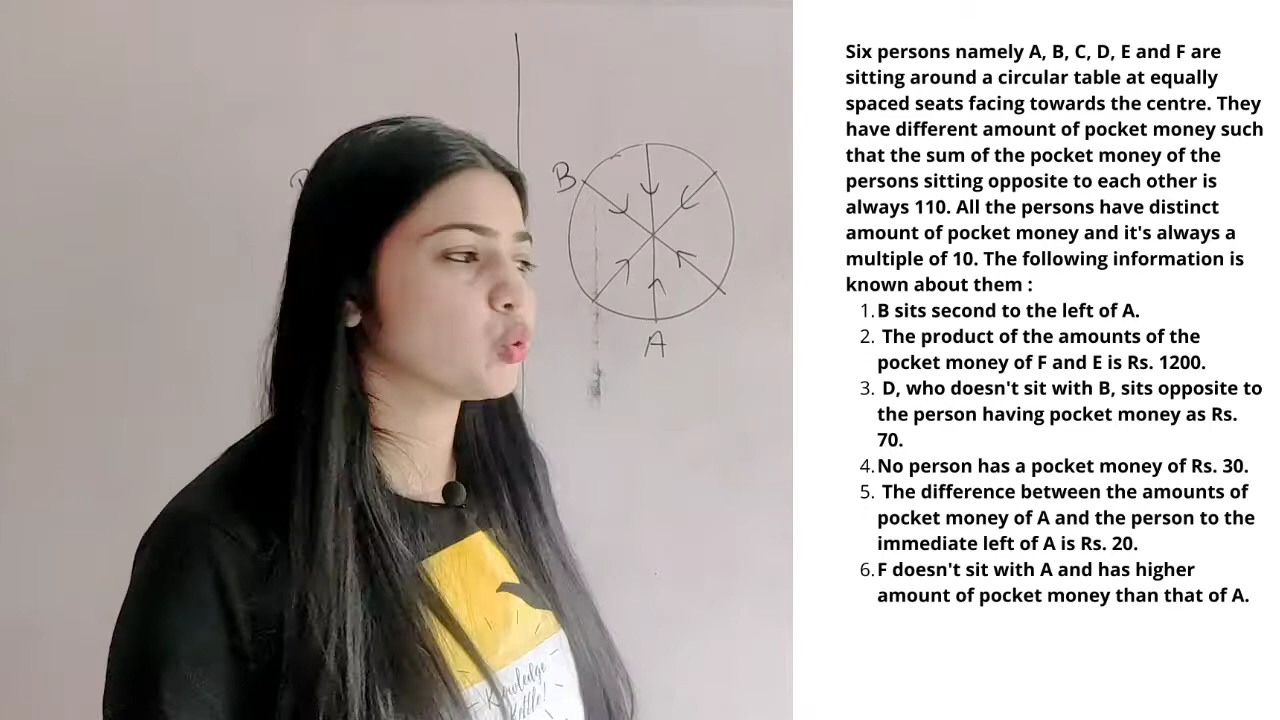 B
A
Knowledge
Kettle!
Six persons namely A, B, C, D, E and F are
sitting around a circular table at equally
spaced seats facing towards the centre. They
have different amount of pocket money such
that the sum of the pocket money of the
persons sitting opposite to each other is
always 110. All the persons have distinct
amount of pocket money and it's always a
multiple of 10. The following information is
known about them :
1. B sits second to the left of A.
2. The product of the amounts of the
pocket money of F and E is Rs. 1200.
3. D, who doesn't sit with B, sits opposite to
the person having pocket money as Rs.
70.
4. No person has a pocket money of Rs. 30.
5. The difference between the amounts of
pocket money of A and the person to the
immediate left of A is Rs. 20.
6. F doesn't sit with A and has higher
amount of pocket money than that of A.